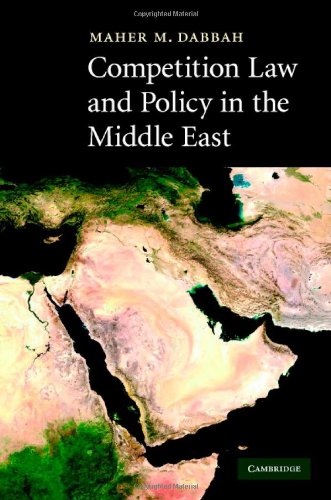 MAHER M. DABBAH
Competition Law
and Policy in the
Middle East
CAMBRIDGE